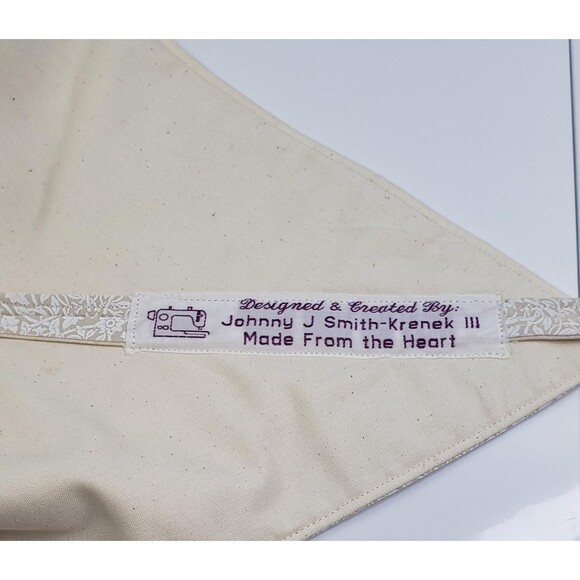 Designed & Created By:
Johnny J Smith-Krenek III
Made From the Heart